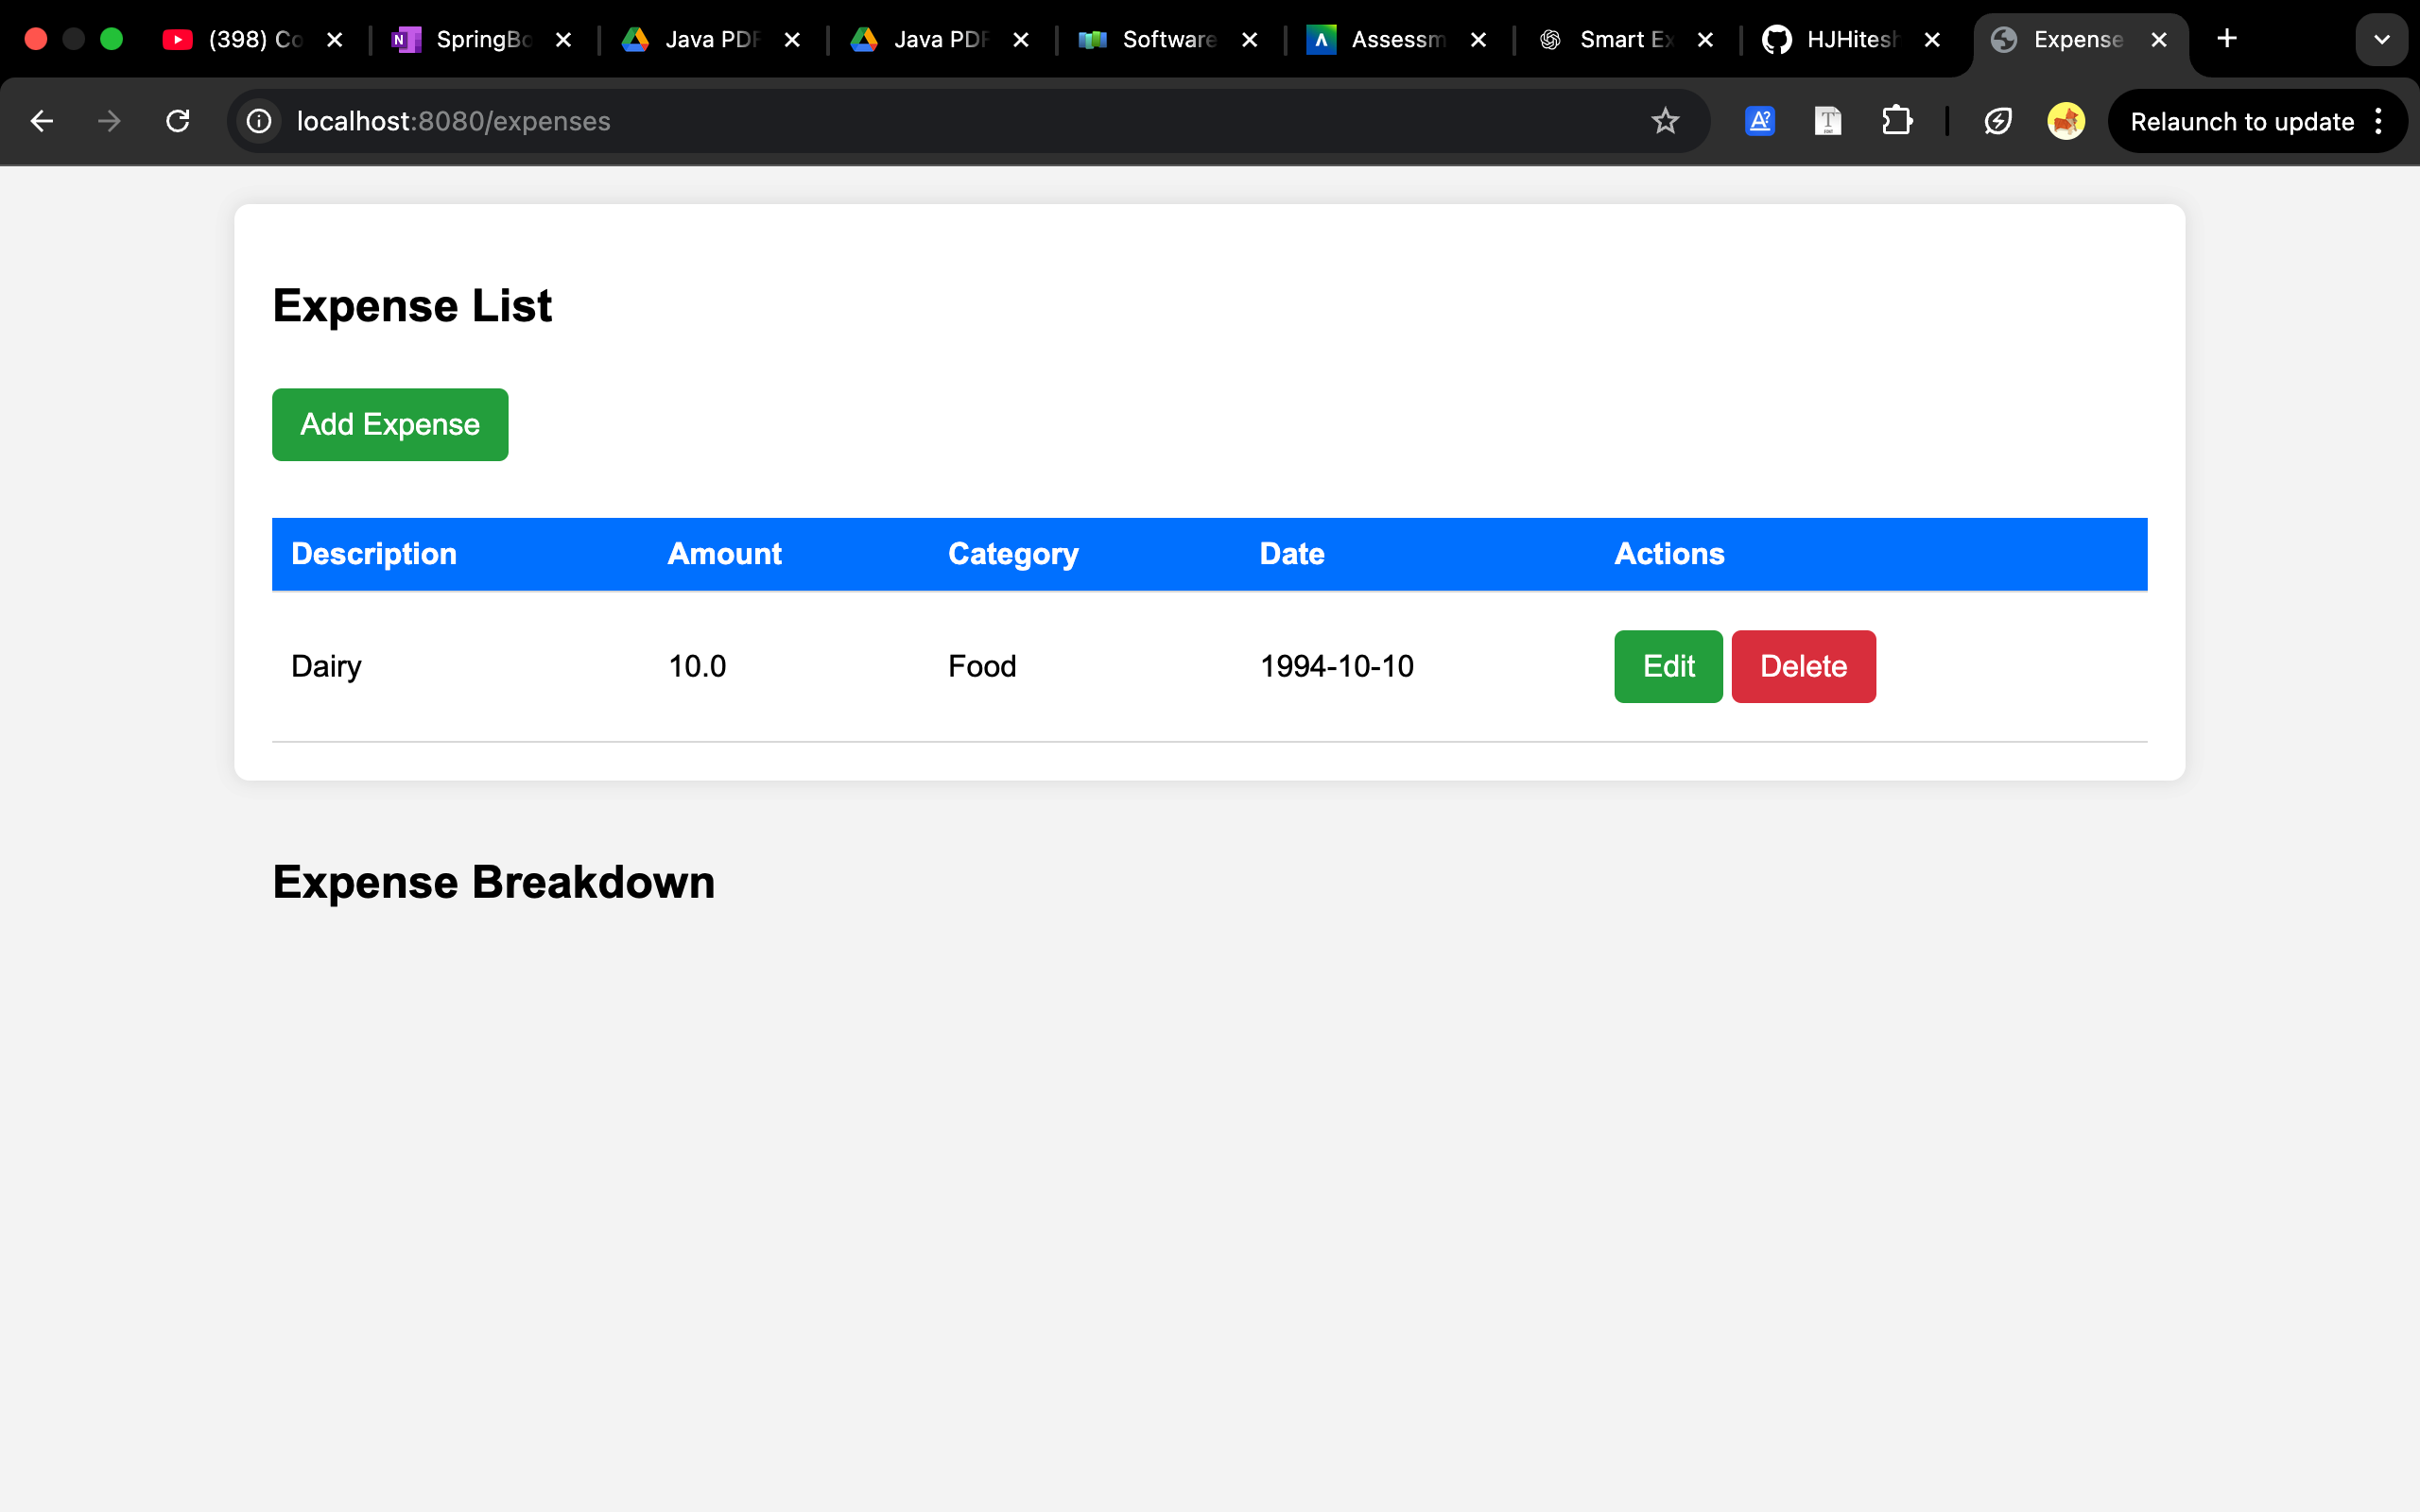 (398) Co SpringBo Java PDF Java PDF Software Assessm Smart Ex HJHitesh Expense
localhost:8080/expenses Relaunch to update
Expense List
Add Expense
Description Amount Category Date Actions
Dairy 10.0 Food 1994-10-10 Edit Delete
Expense Breakdown